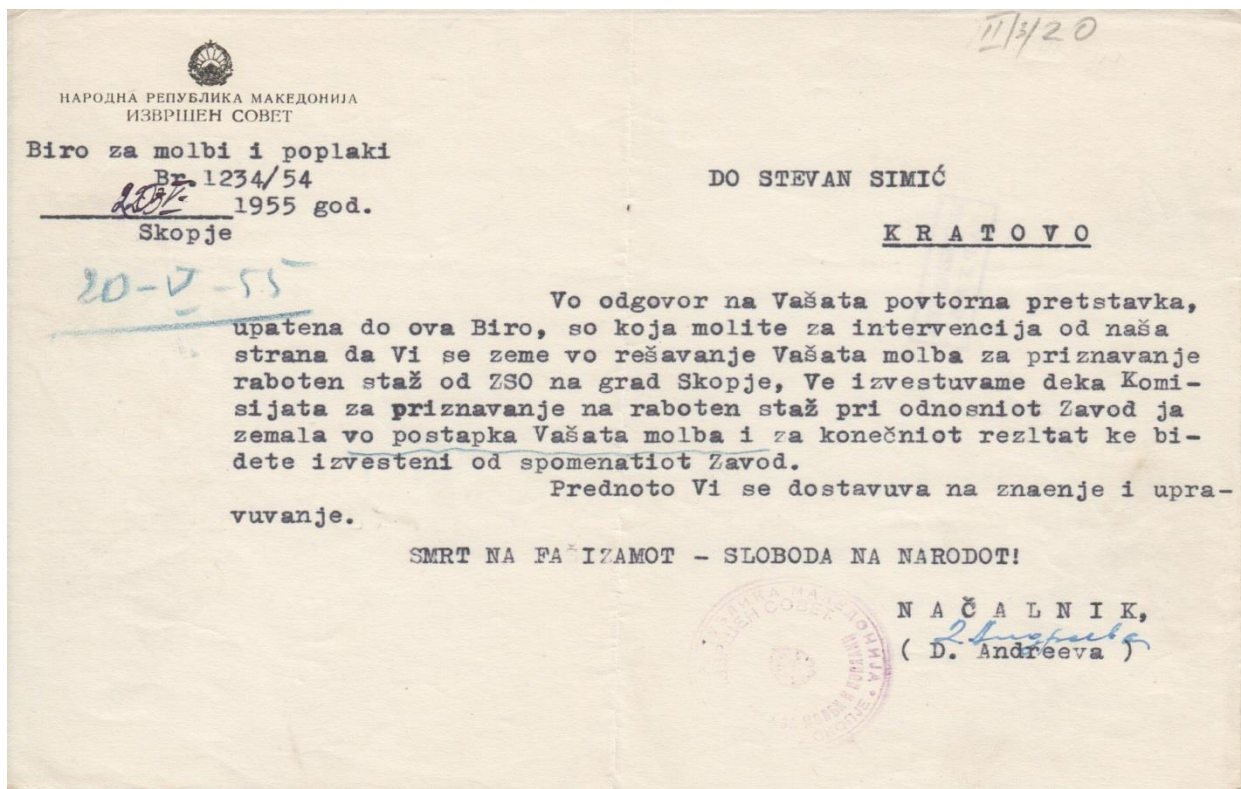 II/3/20
НАРОДНА РЕПУБЛИКА МАКЕДОНИЈА
ИЗВРШЕН СОВЕТ
Biro za molbi i poplaki
Br. 1234/54
1955 god.
Skopje
20-V-55
DO STEVAN SIMIĆ
KRATOVO
Vo odgovor na Vašata povtorna pretstavka,
upatena do ova Biro, so koja molite za intervencija od naša
strana da Vi se zeme vo rešavanje Vašata molba za priznavanje
raboten staž od ZSO na grad Skopje, Ve izvestuvame deka Komi-
sijata za priznavanje na raboten staž pri odnosniot Zavod ja
zemala vo postapka Vašata molba i za konečniot rezltat ke bi-
dete izvesteni od spomenatiot Zavod.
Prednoto Vi se dostavuva na znaenje i upra-
vuvanje.
SMRT NA FAŠIZAMOT - SLOBODA NA NARODOT!
NAČALNIK,
( D. Andreeva )